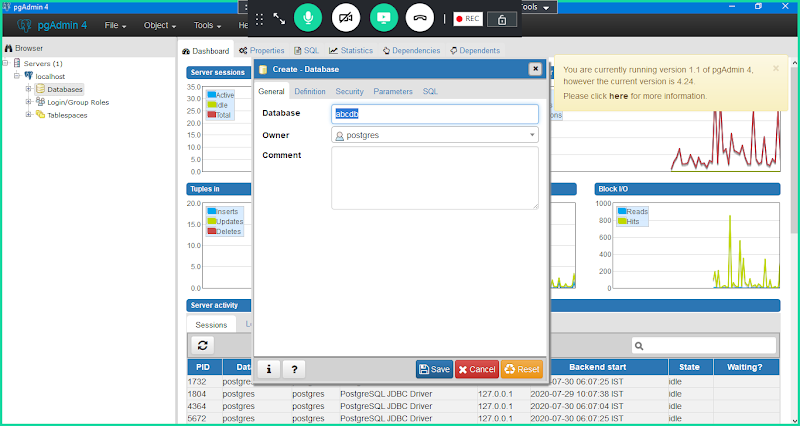 pgAdmin 4
pgAdmin 4 File Object Tools He Tools
REC
Browser
Servers (1)
localhost
Databases
Login/Group Roles
Tablespaces
Dashboard Properties SQL Statistics Dependencies Dependents
You are currently running version 1.1 of pgAdmin 4,
however the current version is 4.24.
Please click here for more information.
Server sessions
35.0
30.0
25.0
20.0
15.0
10.0
5.0
0.0
Active
Idle
Total
Create - Database
General Definition Security Parameters SQL
Database abcdb
Owner postgres
Comment
i ? Save Cancel Reset
Tuples in
20.0
15.0
10.0
5.0
0.0
Inserts
Updates
Deletes
Block I/O
1000
800
600
400
200
0
Reads
Hits
Server activity
Sessions
PID Backend start State Waiting?
1732 postgres PostgreSQL JDBC Driver 127.0.0.1 2020-07-30 06:07:25 IST idle
1804 postgres postgres PostgreSQL JDBC Driver 127.0.0.1 2020-07-29 10:07:38 IST idle
4364 postgres postgres PostgreSQL JDBC Driver 127.0.0.1 2020-07-30 06:07:04 IST idle
5672 postgres postgres PostgreSQL JDBC Driver 127.0.0.1 2020-07-30 06:07:25 IST idle